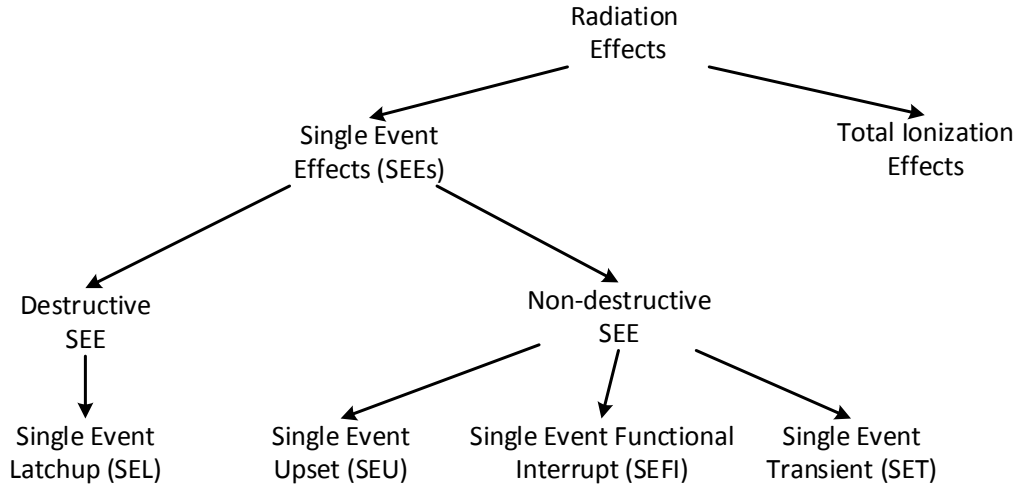 Radiation
Effects
Single Event
Effects (SEEs)
Total Ionization
Effects
Destructive
SEE
Non-destructive
SEE
Single Event
Latchup (SEL)
Single Event
Upset (SEU)
Single Event Functional
Interrupt (SEFI)
Single Event
Transient (SET)